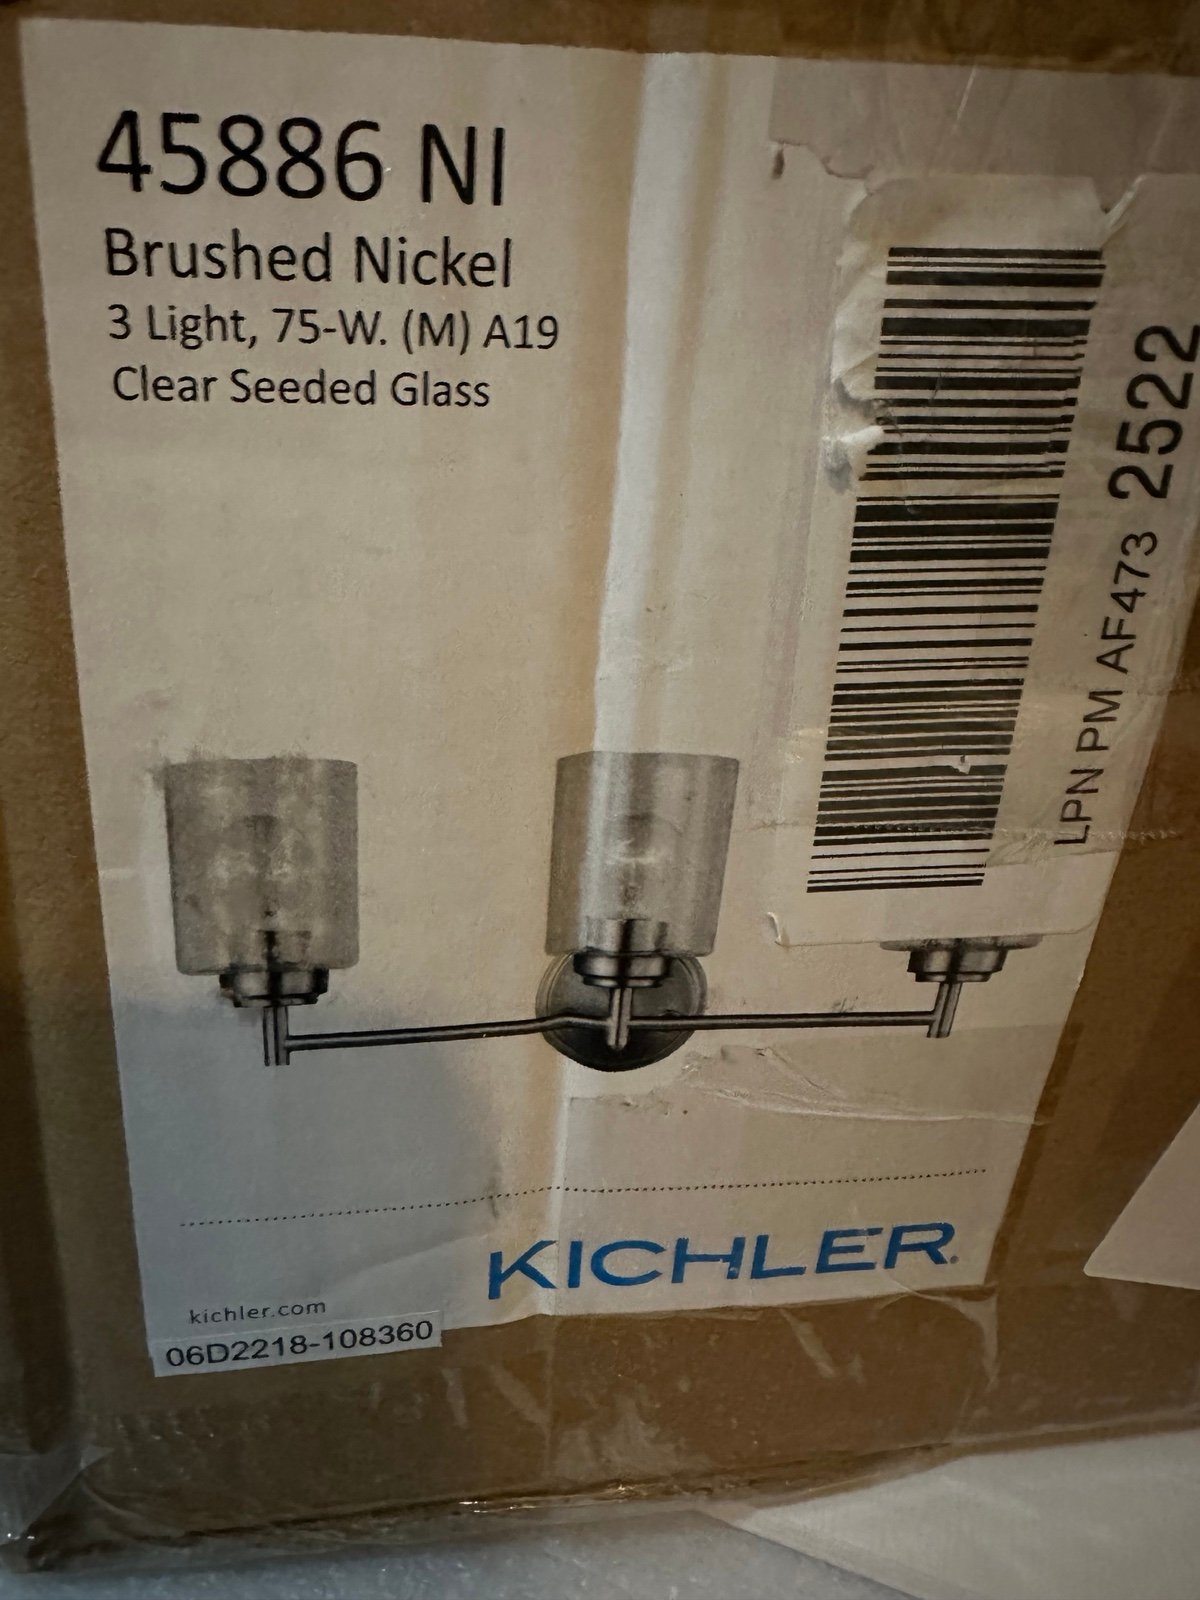 45886 NI
Brushed Nickel
3 Light, 75-W. (M) A19
Clear Seeded Glass
LPN PM AF473 2522
KICHLER.
kichler.com
06D2218-108360